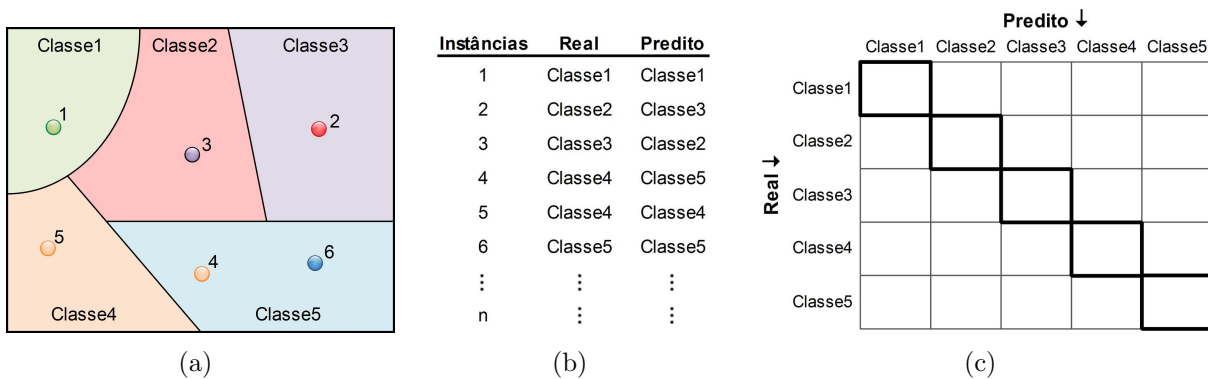 Classe1 Classe2 Classe3
1
2
3
5
4
6
Classe4 Classe5
(a)
Instâncias Real Predito
1 Classe1 Classe1
2 Classe2 Classe3
3 Classe3 Classe2
4 Classe4 Classe5
5 Classe4 Classe4
6 Classe5 Classe5
⋮ ⋮ ⋮
n ⋮ ⋮
(b)
Predito ↓
Classe1 Classe2 Classe3 Classe4 Classe5
Real ↓
Classe1
Classe2
Classe3
Classe4
Classe5
(c)